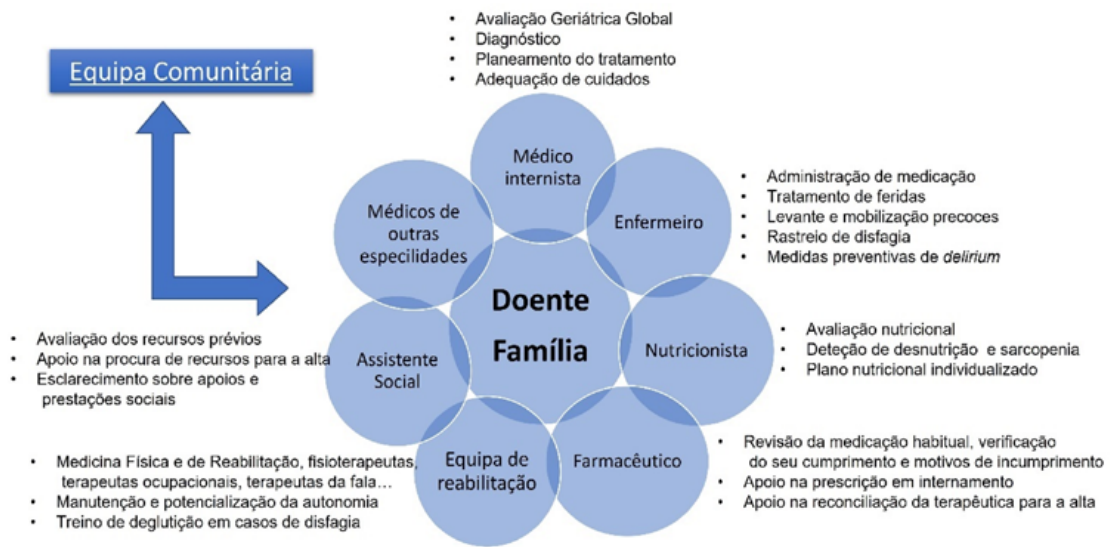 • Avaliação Geriátrica Global
• Diagnóstico
• Planeamento do tratamento
• Adequação de cuidados
Equipa Comunitária
Médico
internista
Enfermeiro
• Administração de medicação
• Tratamento de feridas
• Levante e mobilização precoces
• Rastreio de disfagia
• Medidas preventivas de delirium
Médicos de
outras
especilidades
Doente
Família
Nutricionista
• Avaliação nutricional
• Deteção de desnutrição e sarcopenia
• Plano nutricional individualizado
• Avaliação dos recursos prévios
• Apoio na procura de recursos para a alta
• Esclarecimento sobre apoios e
prestações sociais
Assistente
Social
Equipa de
reabilitação
Farmacêutico
• Revisão da medicação habitual, verificação
do seu cumprimento e motivos de incumprimento
• Apoio na prescrição em internamento
• Apoio na reconciliação da terapêutica para a alta
• Medicina Física e de Reabilitação, fisioterapeutas,
terapeutas ocupacionais, terapeutas da fala…
• Manutenção e potencialização da autonomia
• Treino de deglutição em casos de disfagia